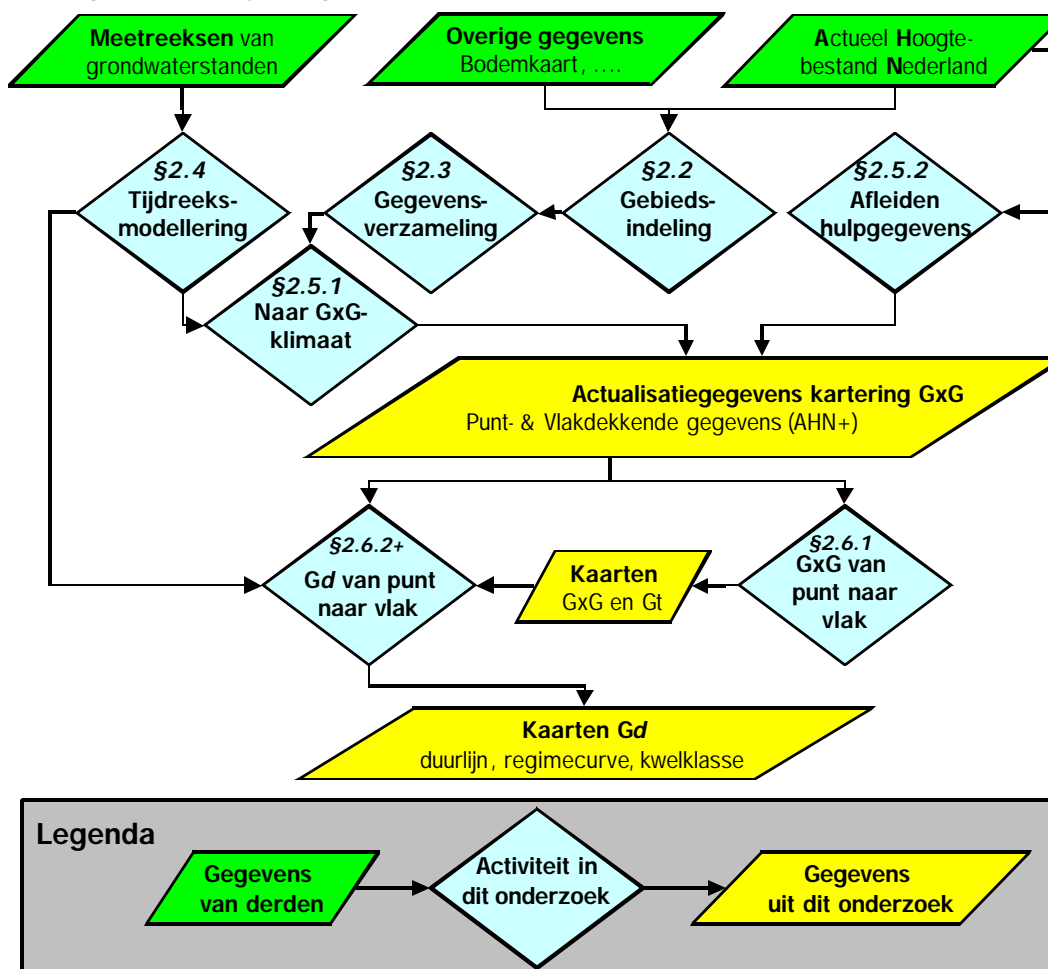 Meetreeksen van
grondwaterstanden
Overige gegevens
Bodemkaart, ....
Actueel Hoogte-
bestand Nederland
§2.4
Tijdreeks-
modellering
§2.3
Gegevens-
verzameling
§2.2
Gebieds-
indeling
§2.5.2
Afleiden
hulpgegevens
§2.5.1
Naar GxG-
klimaat
Actualisatiegegevens kartering GxG
Punt- & Vlakdekkende gegevens (AHN+)
§2.6.2+
Gd van punt
naar vlak
Kaarten
GxG en Gt
§2.6.1
GxG van
punt naar
vlak
Kaarten Gd
duurlijn, regimecurve, kwelklasse
Legenda
Gegevens
van derden
Activiteit in
dit onderzoek
Gegevens
uit dit onderzoek